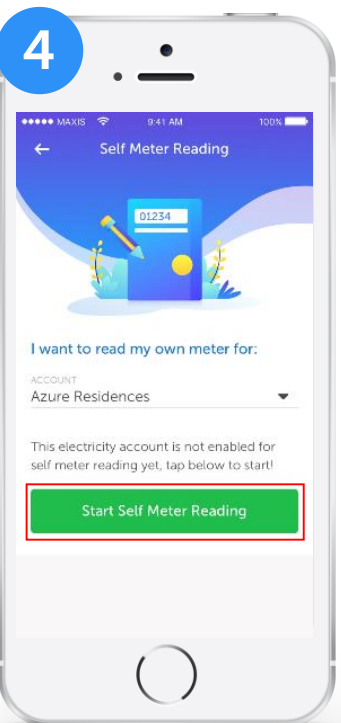 4
MAXIS 9:41 AM 100%
Self Meter Reading
01234
I want to read my own meter for:
ACCOUNT
Azure Residences
This electricity account is not enabled for
self meter reading yet, tap below to start!
Start Self Meter Reading